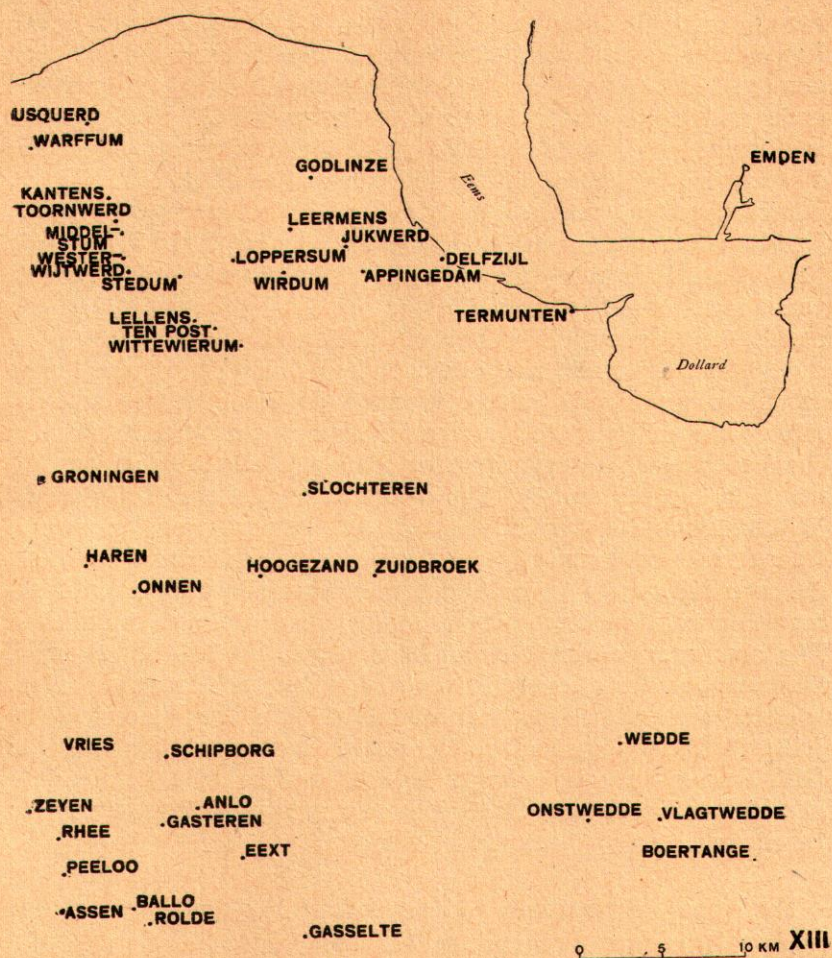 USQUERD
WARFFUM
EMDEN
GODLINZE
Eems
KANTENS
TOORNWERD
LEERMENS
MIDDEL-
STUM
JUKWERD
WESTER-
WIJTWERD
LOPPERSUM
DELFZIJL
STEDUM
WIRDUM
APPINGEDAM
LELLENS
TEN POST
WITTEWIERUM
TERMUNTEN
Dollard
GRONINGEN
SLOCHTEREN
HAREN
HOOGEZAND
ZUIDBROEK
ONNEN
VRIES
SCHIPBORG
WEDDE
ZEYEN
ANLO
ONSTWEDDE
VLAGTWEDDE
GASTEREN
RHEE
EEXT
BOERTANGE
PEELOO
BALLO
ASSEN
ROLDE
GASSELTE
0 5 10 KM
XIII